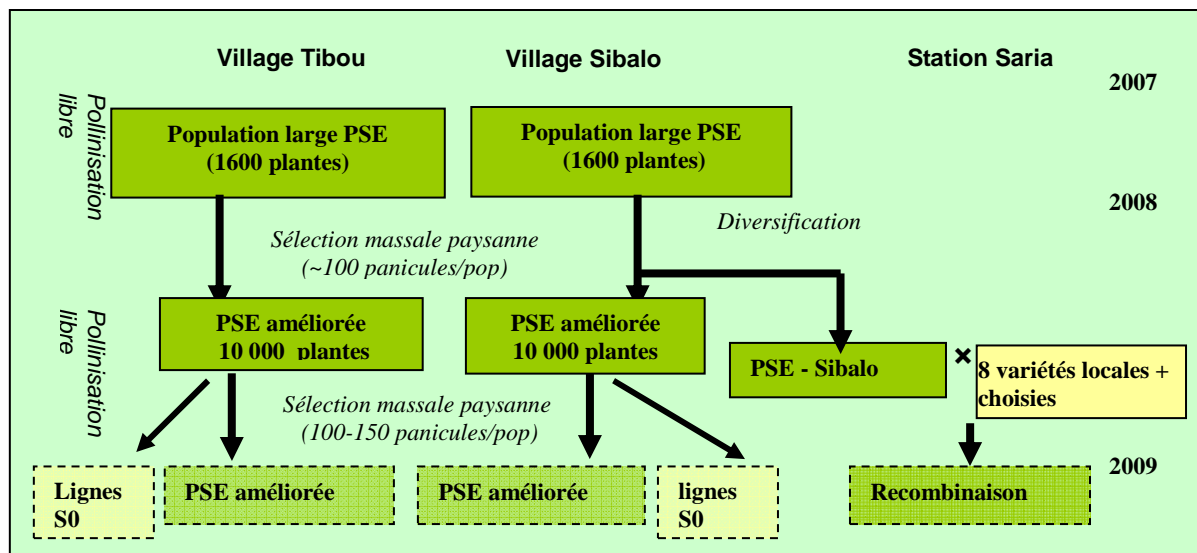 Village Tibou
Village Sibalo
Station Saria
2007
Pollinisation
libre
Population large PSE
(1600 plantes)
Population large PSE
(1600 plantes)
2008
Diversification
Sélection massale paysanne
(~100 panicules/pop)
Pollinisation
libre
PSE améliorée
10 000 plantes
PSE améliorée
10 000 plantes
PSE - Sibalo
×
8 variétés locales +
choisies
Sélection massale paysanne
(100-150 panicules/pop)
2009
Lignes
S0
PSE améliorée
PSE améliorée
lignes
S0
Recombinaison